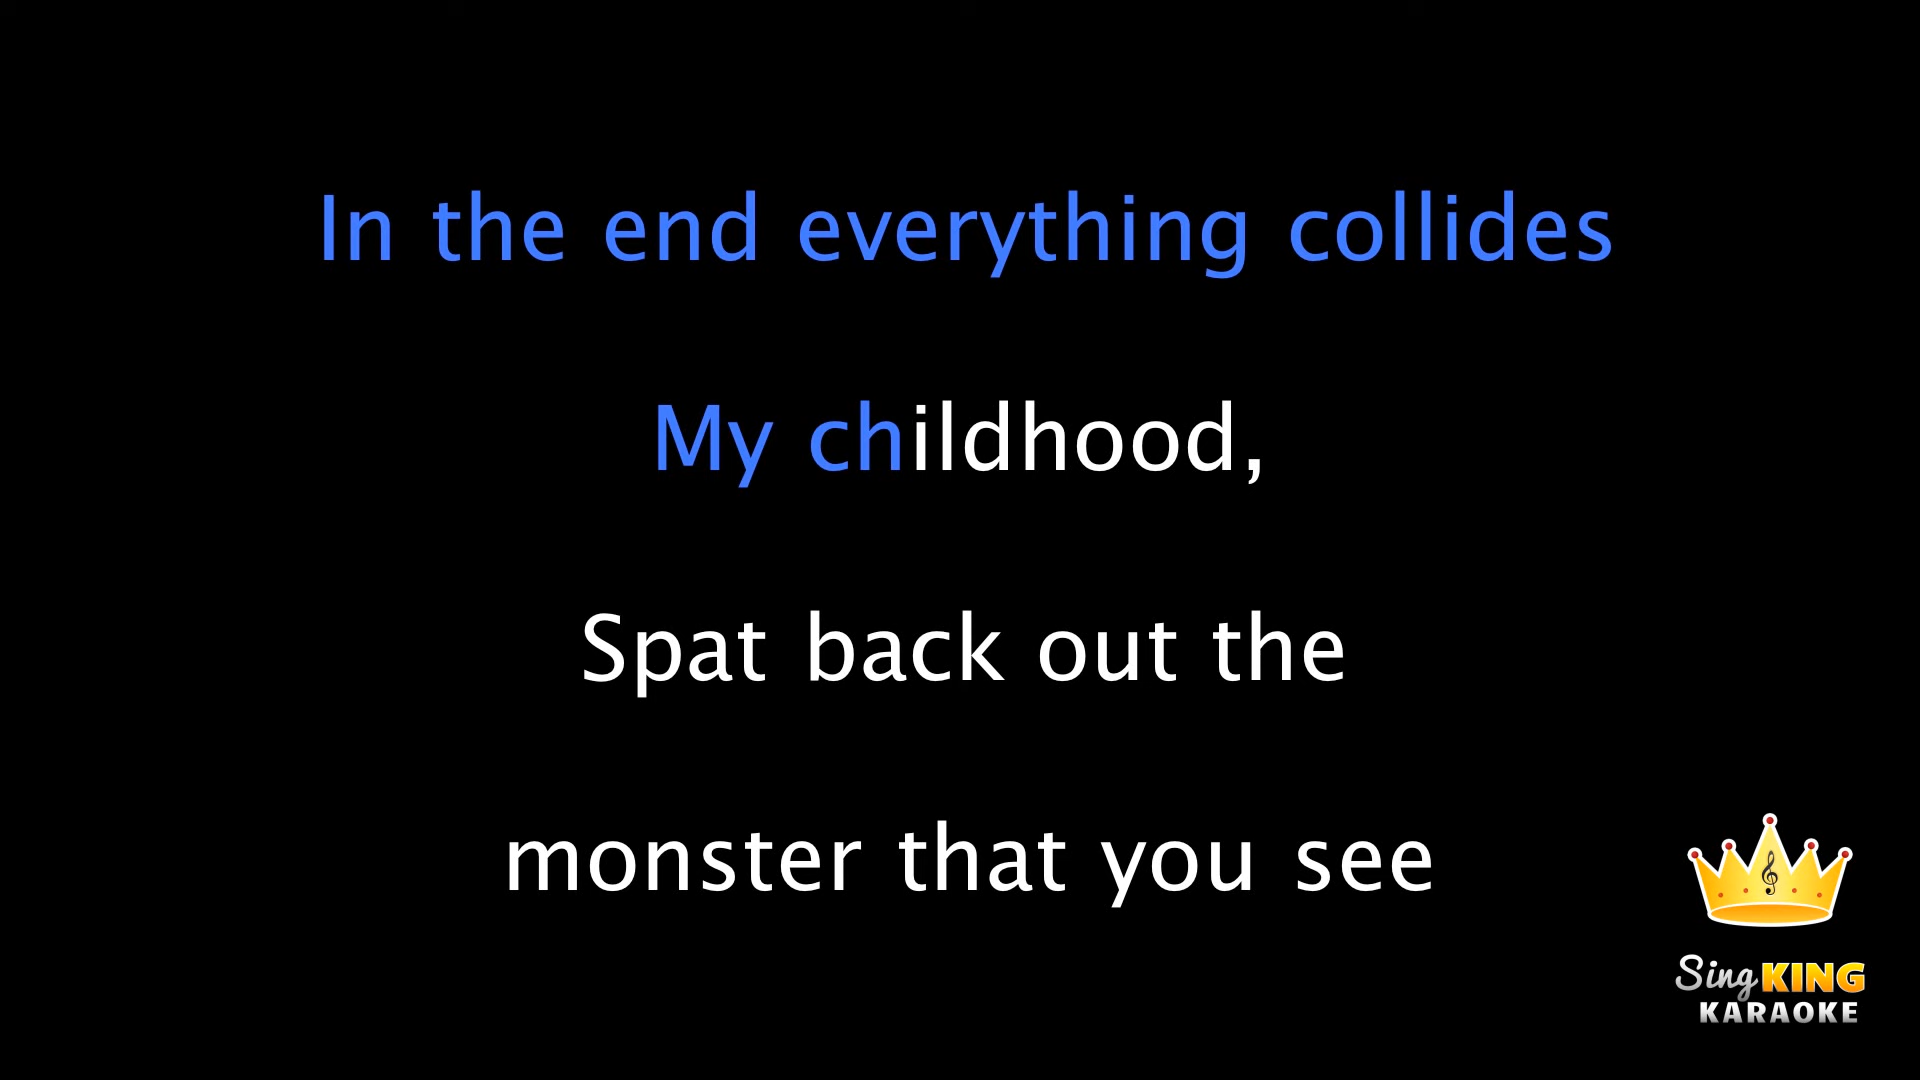 In the end everything collides
My childhood,
Spat back out the
monster that you see
Sing KING
KARAOKE